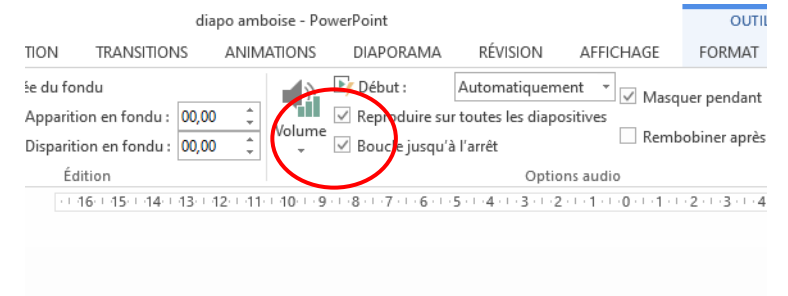 diapo amboise - PowerPoint OUTIL
TION TRANSITIONS ANIMATIONS DIAPORAMA RÉVISION AFFICHAGE FORMAT
ée du fondu
Début : Automatiquement
Masquer pendant
Apparition en fondu : 00,00
Reproduire sur toutes les diapositives
Volume
Disparition en fondu : 00,00
Boucle jusqu'à l'arrêt
Rembobiner après
Édition Options audio
16 15 14 13 12 11 10 9 8 7 6 5 4 3 2 1 0 1 2 3 4